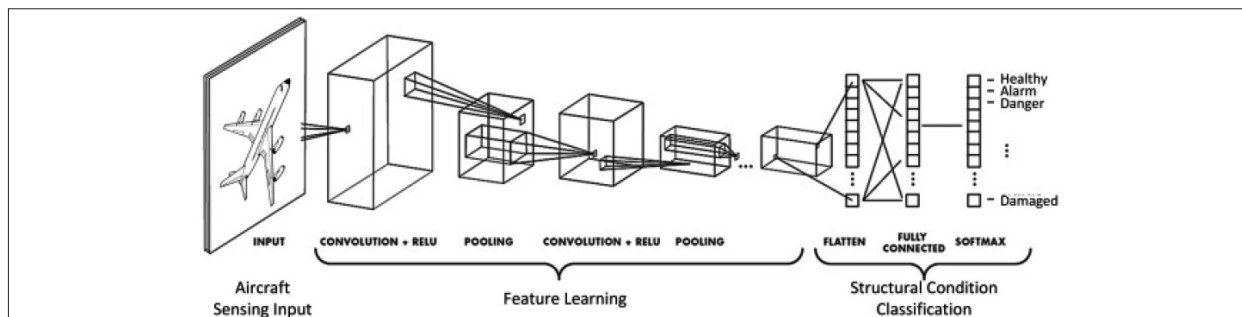 Healthy
Alarm
Danger
...
Damaged
INPUT
CONVOLUTION + RELU
POOLING
CONVOLUTION + RELU
POOLING
FLATTEN
FULLY
CONNECTED
SOFTMAX
Aircraft
Sensing Input
Feature Learning
Structural Condition
Classification